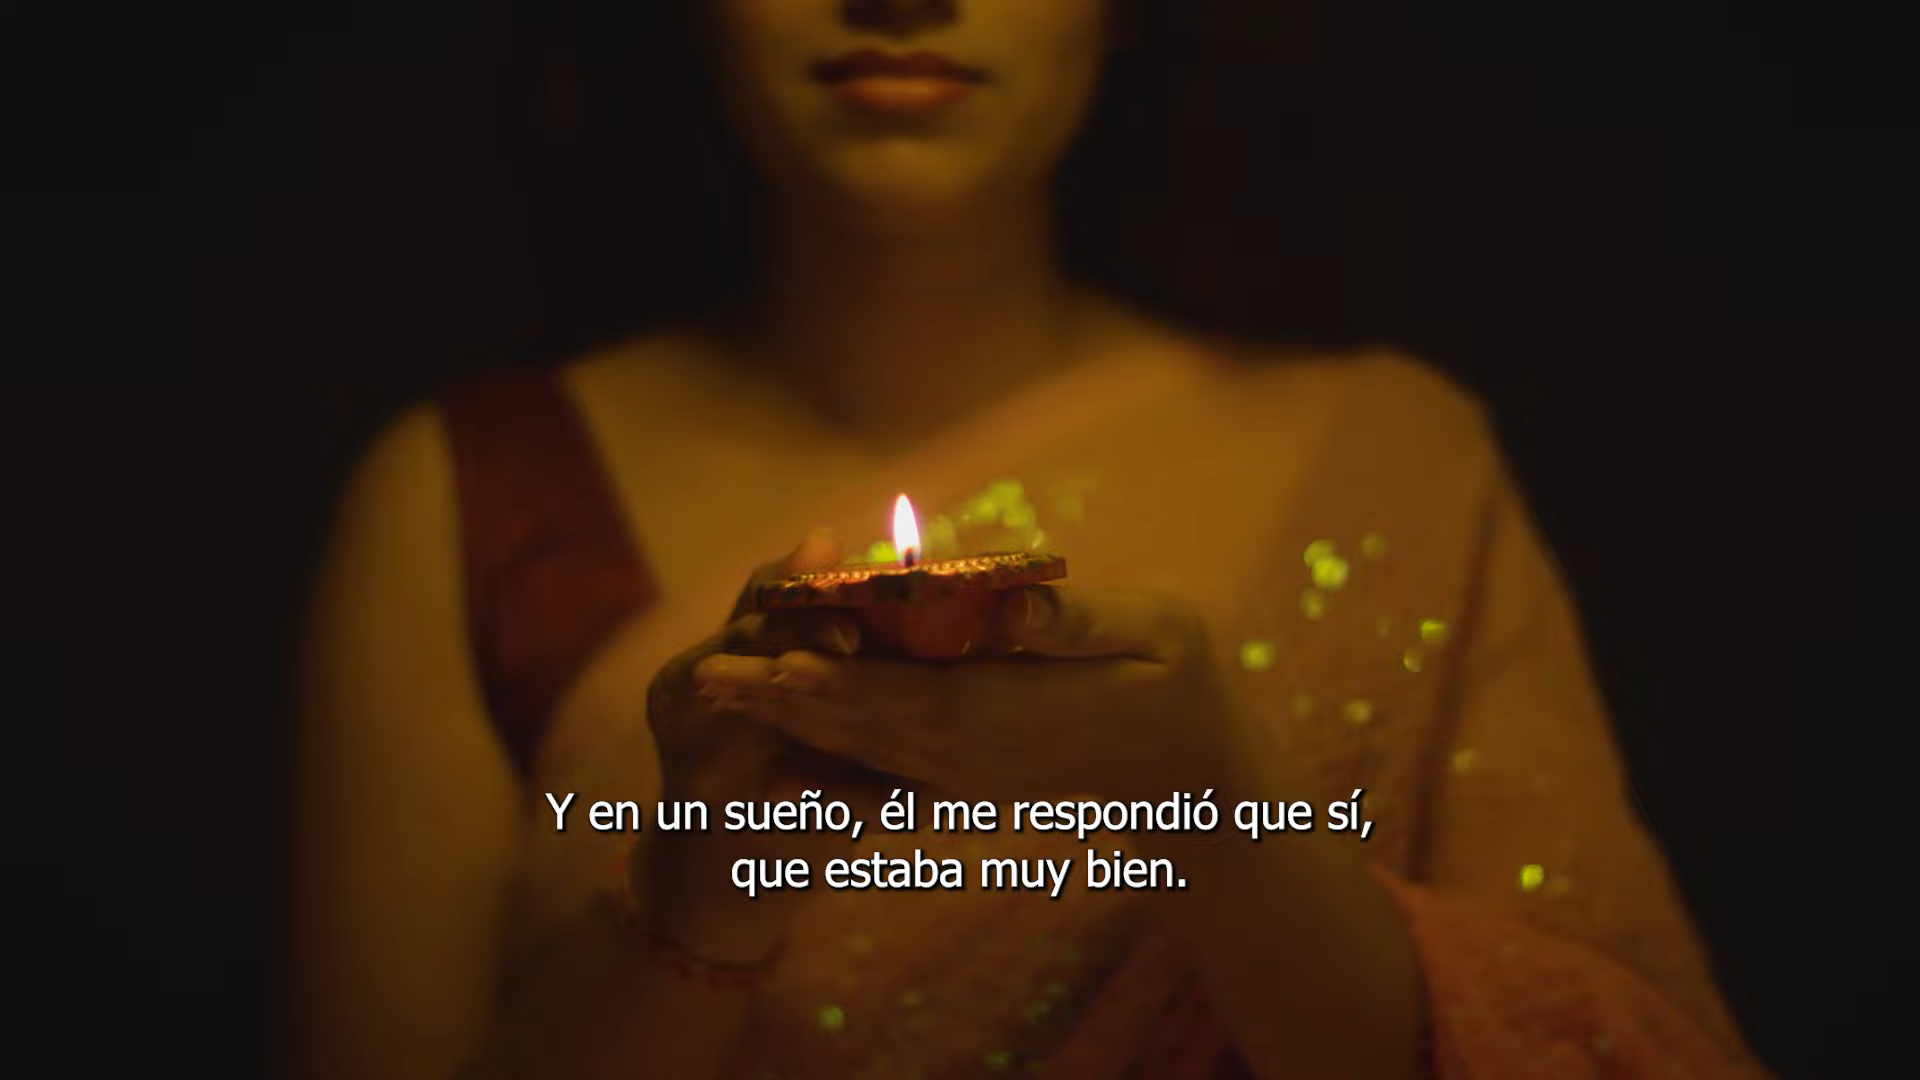 Y en un sueño, él me respondió que sí,
que estaba muy bien.